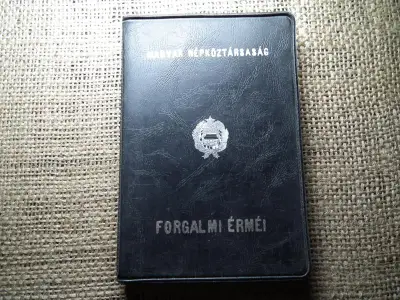 MAGYAR NÉPKÖZTÁRSASÁG
FORGALMI ÉRMÉI